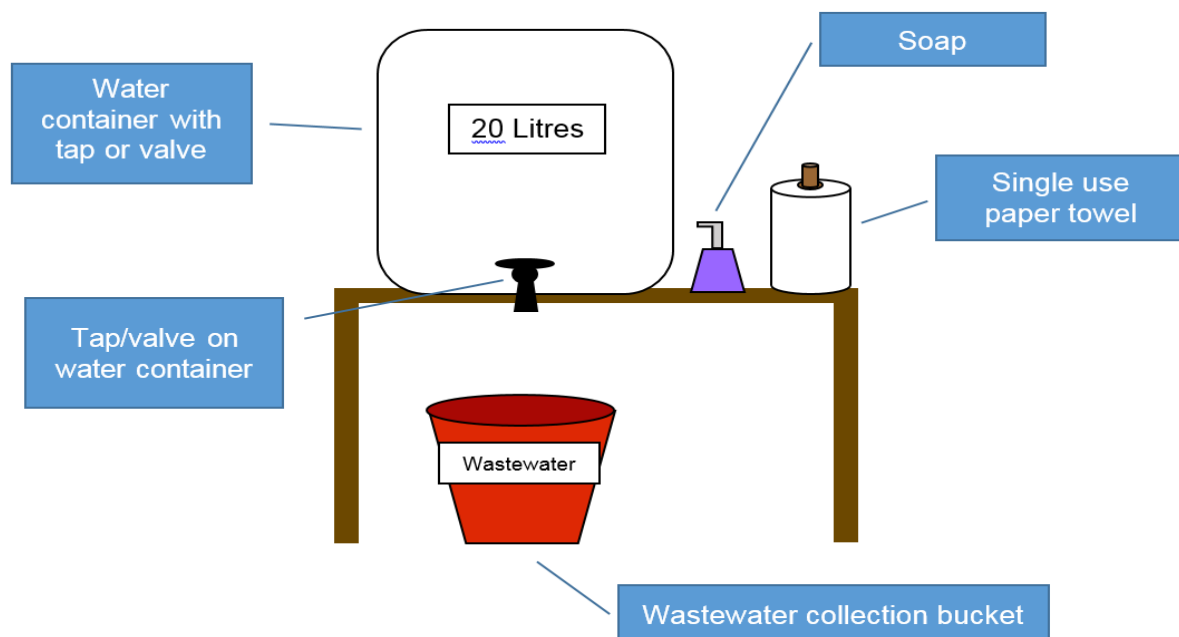 Soap
Water
container with
tap or valve
20 Litres
Single use
paper towel
Tap/valve on
water container
Wastewater
Wastewater collection bucket